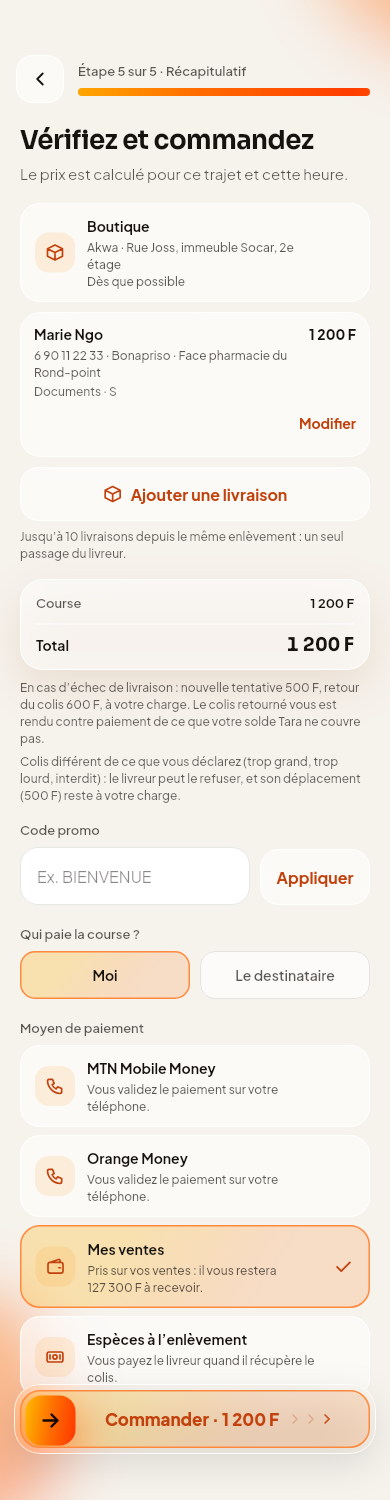 Étape 5 sur 5 · Récapitulatif
Vérifiez et commandez
Le prix est calculé pour ce trajet et cette heure.
Boutique
Akwa · Rue Joss, immeuble Socar, 2e
étage
Dès que possible
Marie Ngo
1 200 F
6 90 11 22 33 · Bonapriso · Face pharmacie du
Rond-point
Documents · S
Modifier
Ajouter une livraison
Jusqu'à 10 livraisons depuis le même enlèvement : un seul
passage du livreur.
Course
1 200 F
Total
1 200 F
En cas d'échec de livraison : nouvelle tentative 500 F, retour
du colis 600 F, à votre charge. Le colis retourné vous est
rendu contre paiement de ce que votre solde Tara ne couvre
pas.
Colis différent de ce que vous déclarez (trop grand, trop
lourd, interdit) : le livreur peut le refuser, et son déplacement
(500 F) reste à votre charge.
Code promo
Ex. BIENVENUE
Appliquer
Qui paie la course ?
Moi
Le destinataire
Moyen de paiement
MTN Mobile Money
Vous validez le paiement sur votre
téléphone.
Orange Money
Vous validez le paiement sur votre
téléphone.
Mes ventes
Pris sur vos ventes : il vous restera
127 300 F à recevoir.
Espèces à l'enlèvement
Vous payez le livreur quand il récupère le
colis.
Commander · 1 200 F